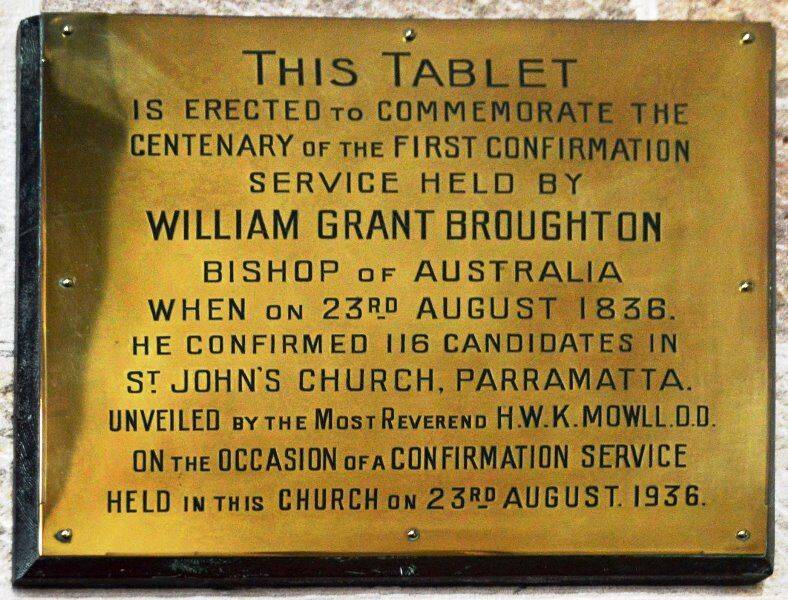 THIS TABLET
IS ERECTED TO COMMEMORATE THE
CENTENARY OF THE FIRST CONFIRMATION
SERVICE HELD BY
WILLIAM GRANT BROUGHTON
BISHOP OF AUSTRALIA
WHEN ON 23RD AUGUST 1836.
HE CONFIRMED 116 CANDIDATES IN
ST JOHN'S CHURCH, PARRAMATTA.
UNVEILED BY THE MOST REVEREND H.W.K. MOWLL.D.D.
ON THE OCCASION OF A CONFIRMATION SERVICE
HELD IN THIS CHURCH ON 23RD AUGUST. 1936.